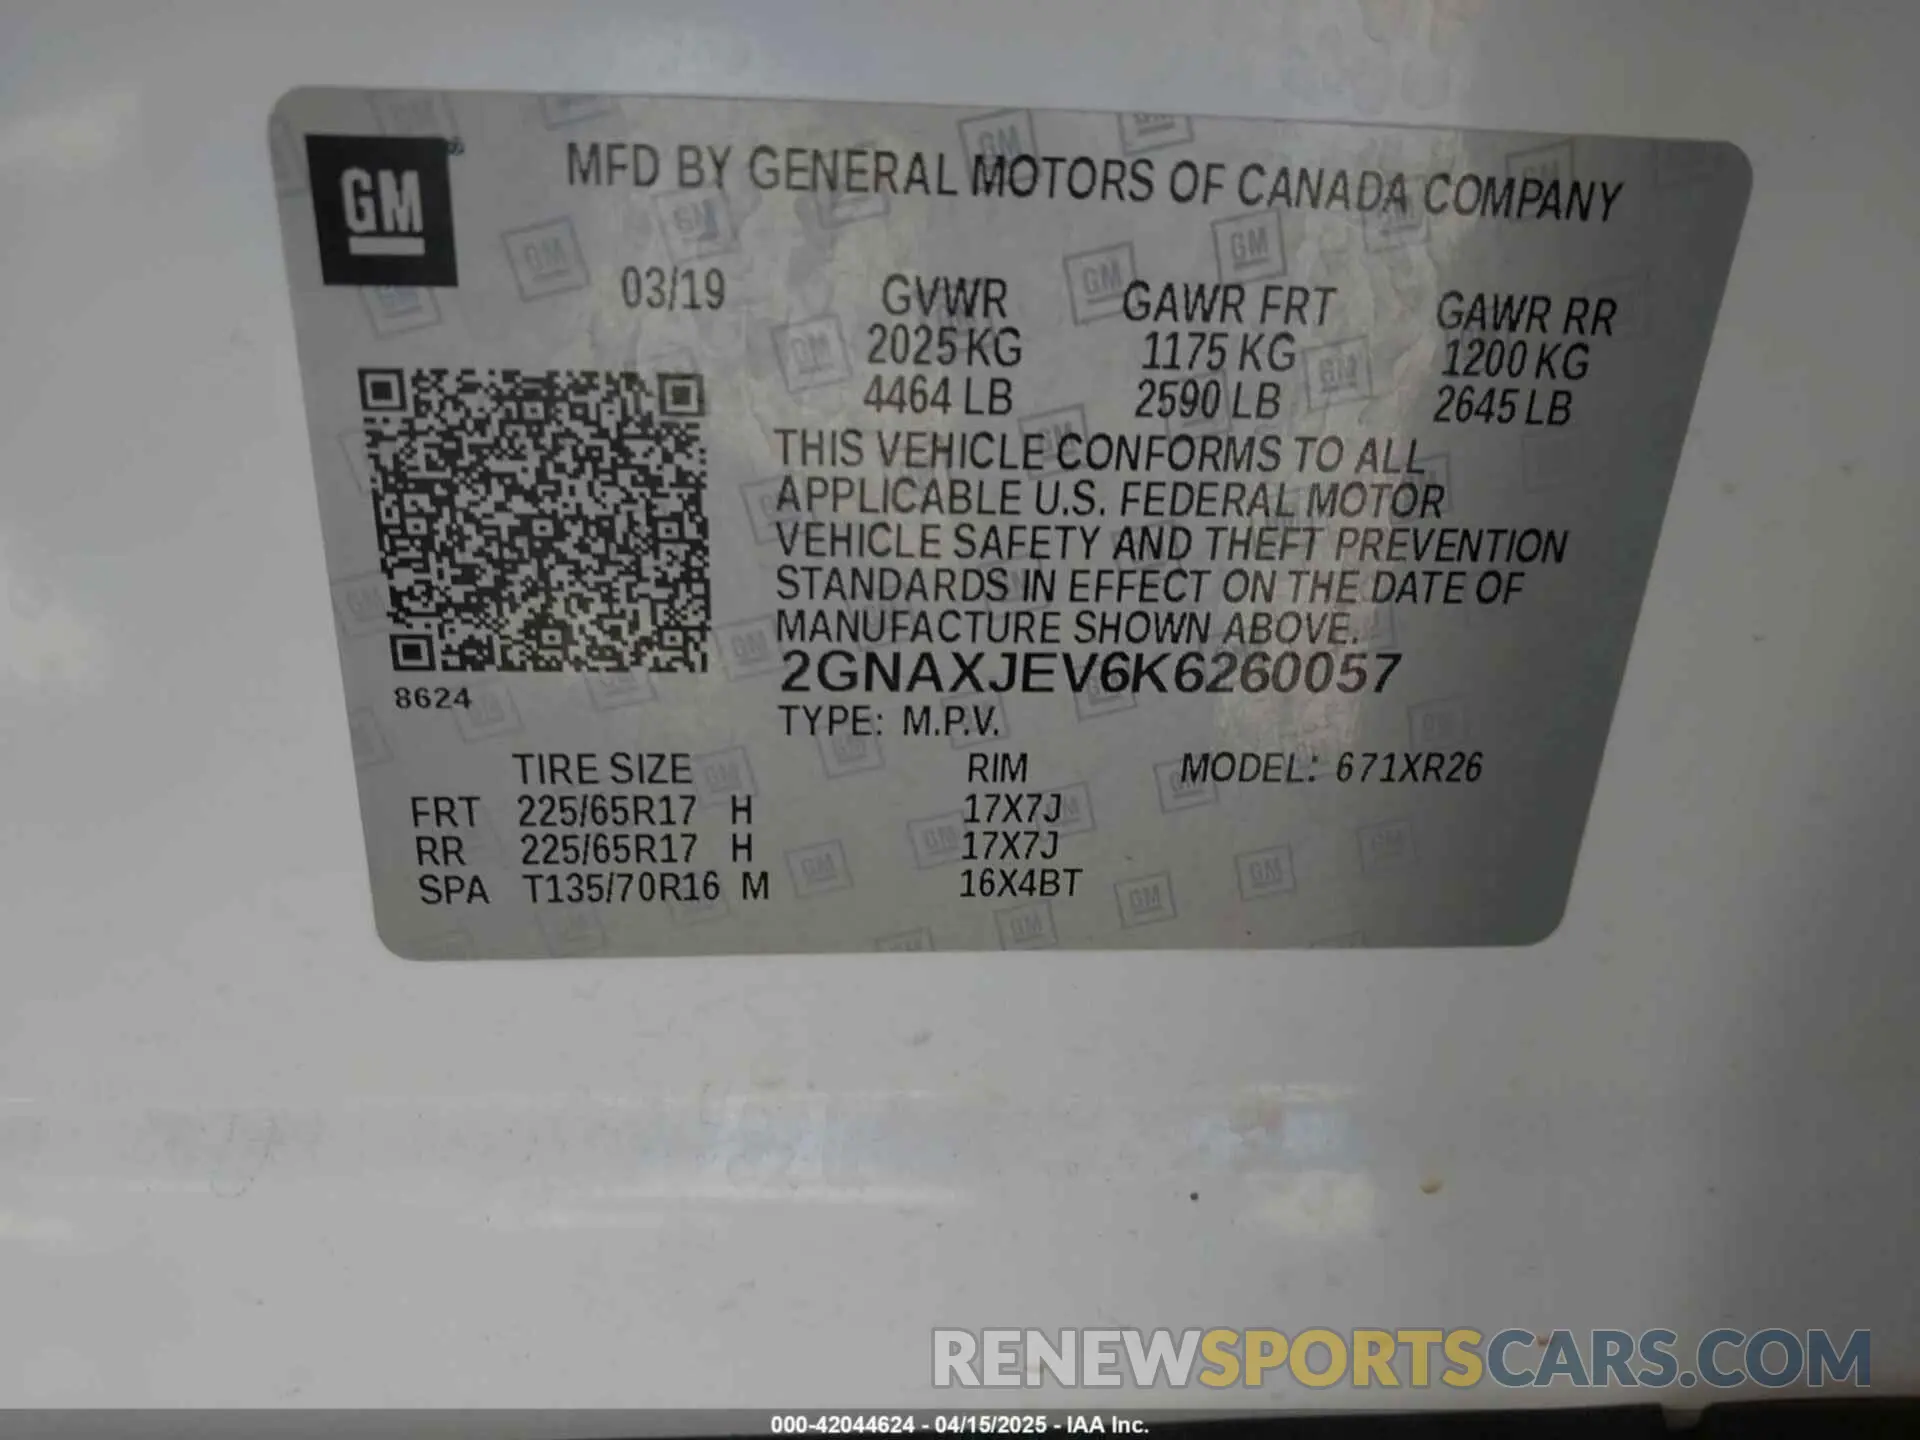 GM
MFD BY GENERAL MOTORS OF CANADA COMPANY
03/19 GVWR GAWR FRT GAWR RR
2025 KG 1175 KG 1200 KG
4464 LB 2590 LB 2645 LB
THIS VEHICLE CONFORMS TO ALL
APPLICABLE U.S. FEDERAL MOTOR
VEHICLE SAFETY AND THEFT PREVENTION
STANDARDS IN EFFECT ON THE DATE OF
MANUFACTURE SHOWN ABOVE.
2GNAXJEV6K6260057
8624
TYPE: M.P.V.
TIRE SIZE RIM MODEL: 671XR26
FRT 225/65R17 H 17X7J
RR 225/65R17 H 17X7J
SPA T135/70R16 M 16X4BT
RENEWSPORTSCARS.COM
000-42044624 - 04/15/2025 - IAA Inc.